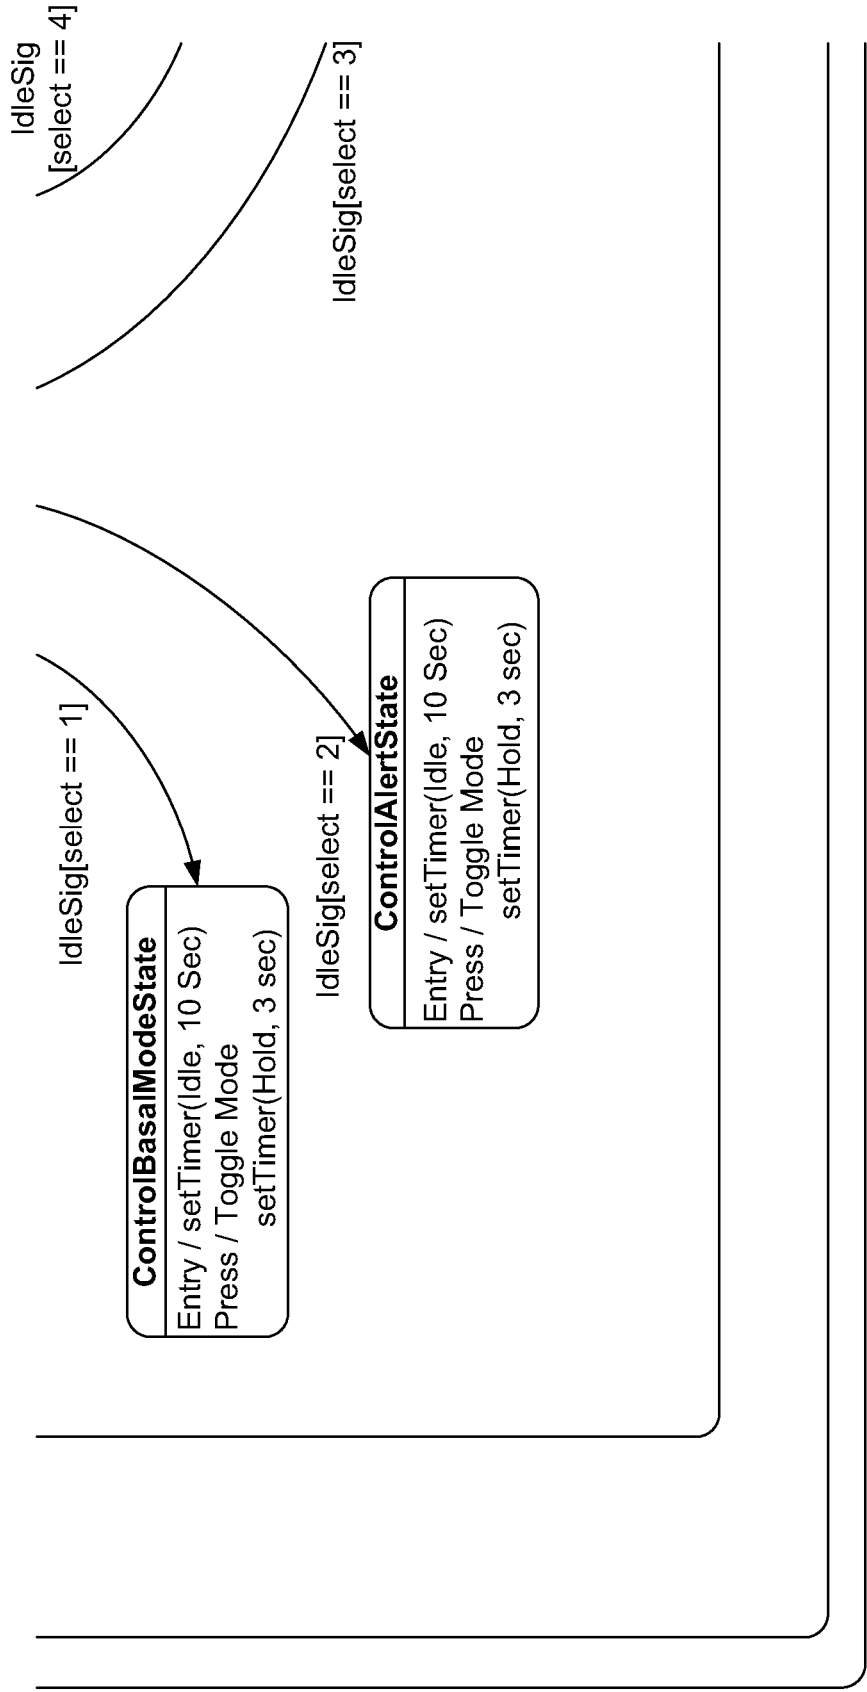 IdleSig
[select == 4]
IdleSig[select == 3]
IdleSig[select == 1]
ControlBasalModeState
Entry / setTimer(Idle, 10 Sec)
Press / Toggle Mode
setTimer(Hold, 3 sec)
IdleSig[select == 2]
ControlAlertState
Entry / setTimer(Idle, 10 Sec)
Press / Toggle Mode
setTimer(Hold, 3 sec)